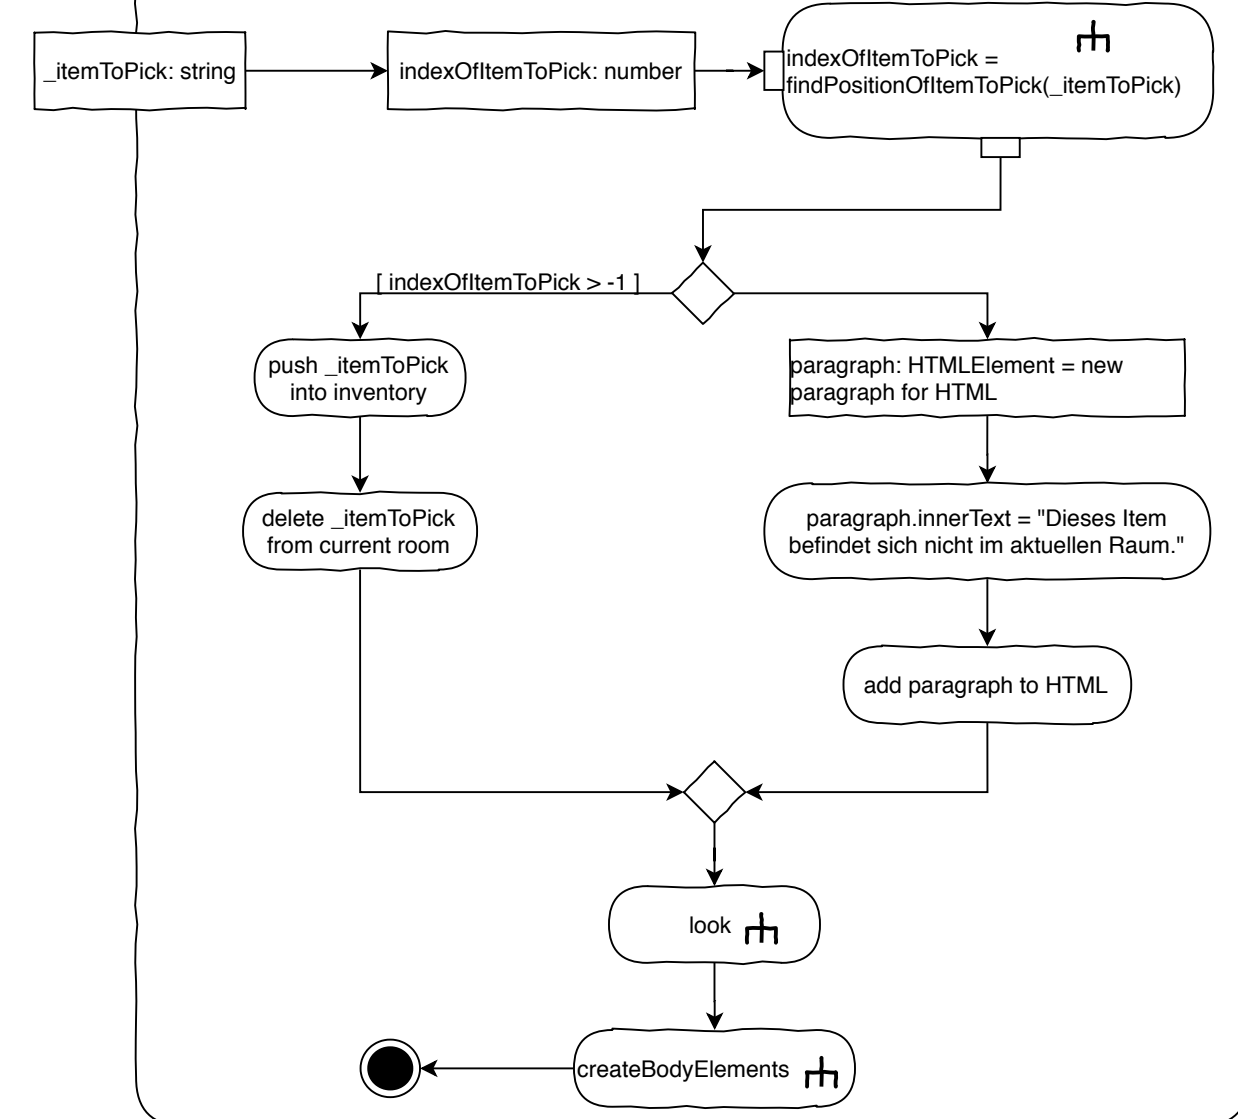 _itemToPick: string
indexOfItemToPick: number
indexOfItemToPick =
findPositionOfItemToPick(_itemToPick)
[ indexOfItemToPick > -1 ]
push _itemToPick
into inventory
paragraph: HTMLElement = new
paragraph for HTML
delete _itemToPick
from current room
paragraph.innerText = "Dieses Item
befindet sich nicht im aktuellen Raum."
add paragraph to HTML
look
createBodyElements